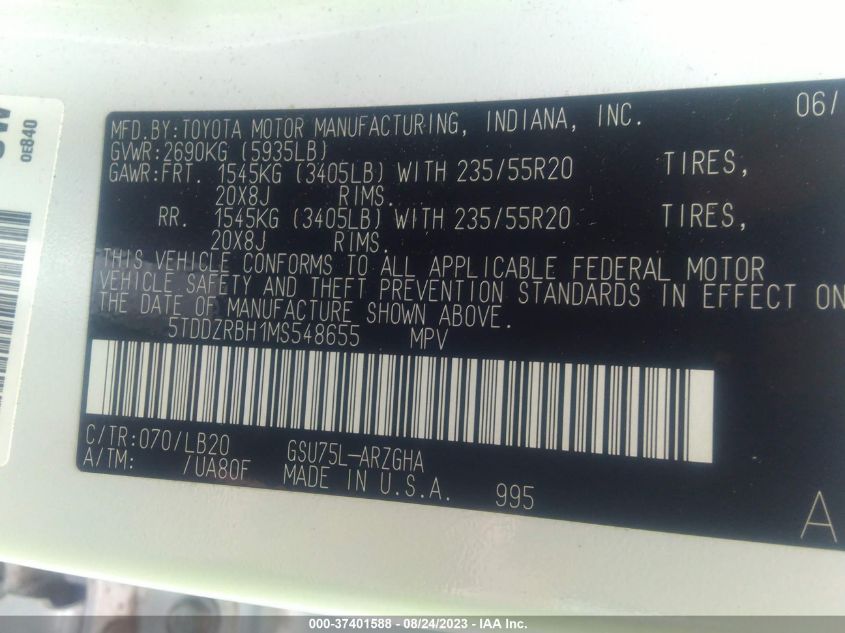 0E840
06/
MFD.BY:TOYOTA MOTOR MANUFACTURING, INDIANA, INC.
GVWR:2690KG (5935LB)
GAWR:FRT. 1545KG (3405LB) WITH 235/55R20 TIRES,
20X8J RIMS.
RR. 1545KG (3405LB) WITH 235/55R20 TIRES,
20X8J RIMS.
THIS VEHICLE CONFORMS TO ALL APPLICABLE FEDERAL MOTOR
VEHICLE SAFETY AND THEFT PREVENTION STANDARDS IN EFFECT ON
THE DATE OF MANUFACTURE SHOWN ABOVE.
5TDDZRBH1MS548655 MPV
C/TR:070/LB20 GSU75L-ARZGHA
A/TM: /UA80F MADE IN U.S.A. 995
A
000-37401588 - 08/24/2023 - IAA Inc.